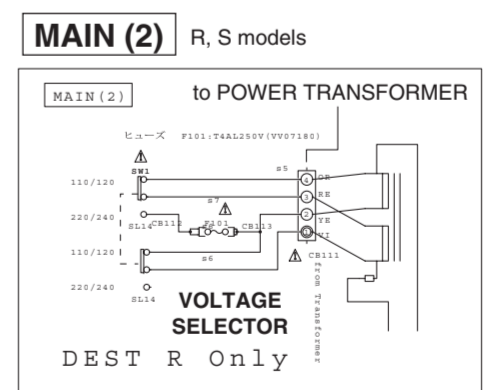 MAIN (2) R, S models
MAIN(2)
to POWER TRANSFORMER
ヒューズ F101:T4AL250V(VV07180)
SW1
s5
110/120
4
OR
s7
3
RE
220/240
2
YE
SL14
CB112
F101
CB113
VI
110/120
s6
CB111
220/240
SL14
from Transformer
VOLTAGE
SELECTOR
DEST R Only